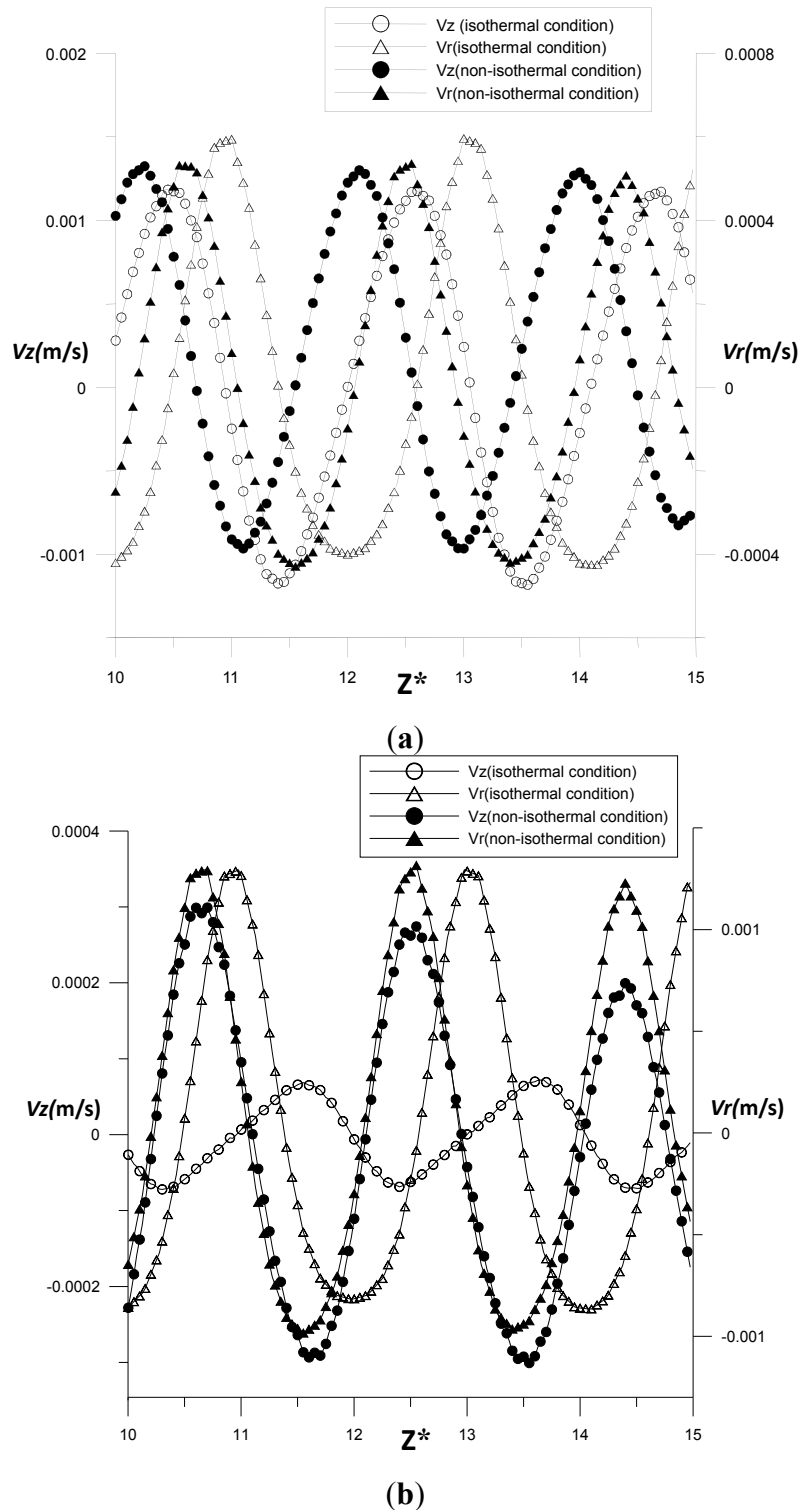 Vz (isothermal condition)
Vr(isothermal condition)
Vz(non-isothermal condition)
Vr(non-isothermal condition)
0.002
0.0008
0.001
0.0004
Vz(m/s)
Vr(m/s)
0
0
-0.001
-0.0004
10
11
12
13
14
15
Z*
(a)
Vz(isothermal condition)
Vr(isothermal condition)
Vz(non-isothermal condition)
Vr(non-isothermal condition)
0.0004
0.001
0.0002
Vz(m/s)
Vr(m/s)
0
0
-0.0002
-0.001
10
11
12
13
14
15
Z*
(b)